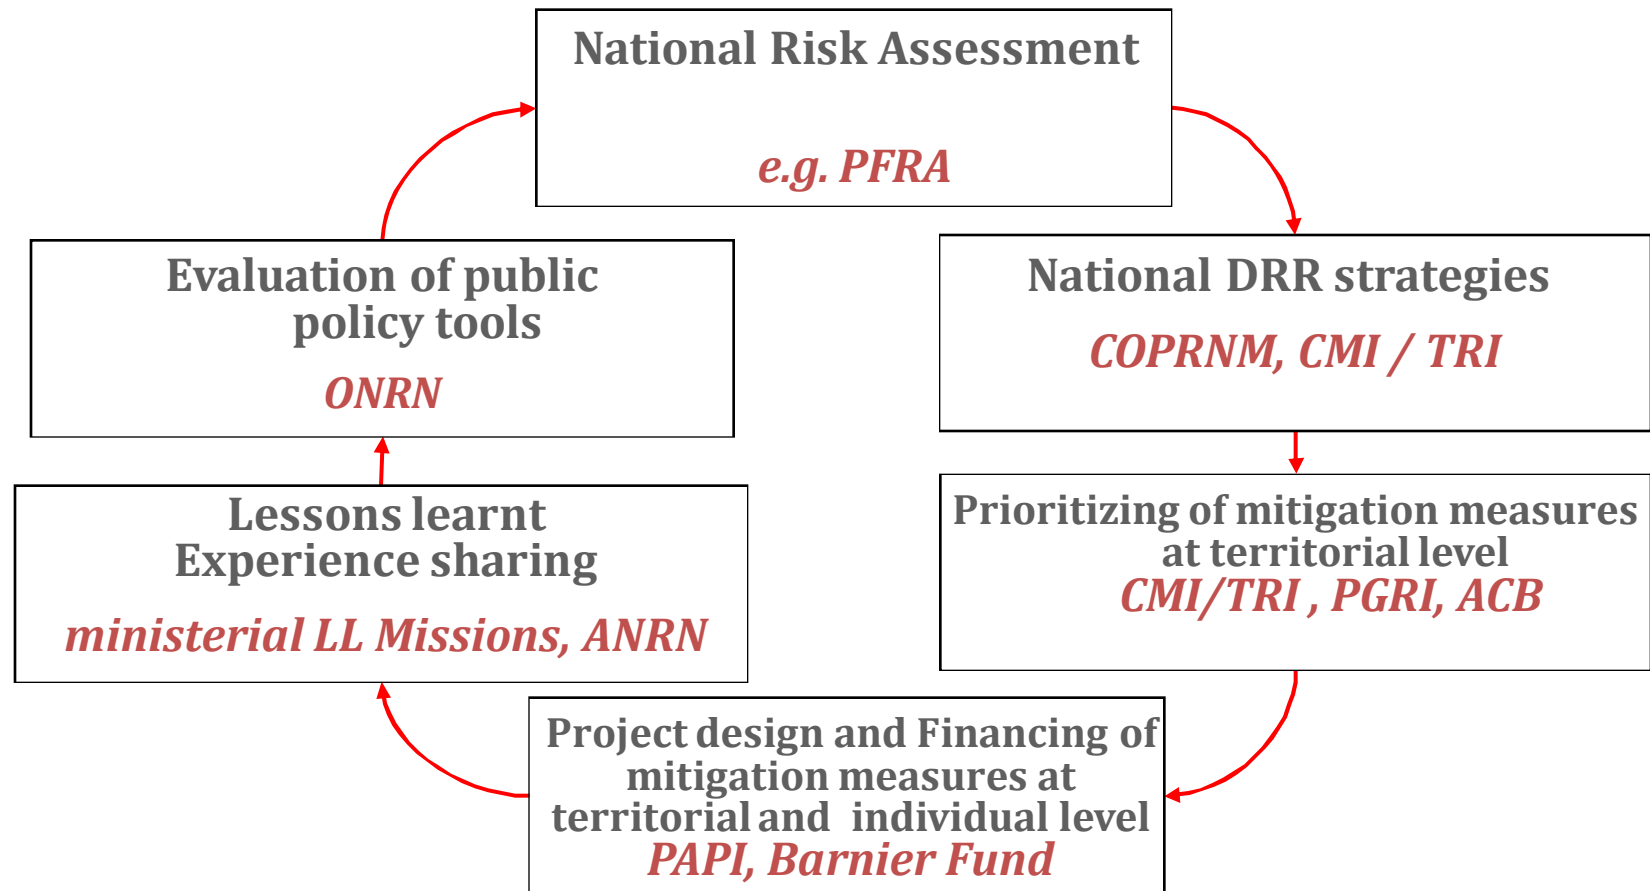 National Risk Assessment
e.g. PFRA
National DRR strategies
COPRNM, CMI / TRI
Prioritizing of mitigation measures
at territorial level
CMI/TRI , PGRI, ACB
Project design and Financing of
mitigation measures at
territorial and individual level
PAPI, Barnier Fund
Lessons learnt
Experience sharing
ministerial LL Missions, ANRN
Evaluation of public
policy tools
ONRN